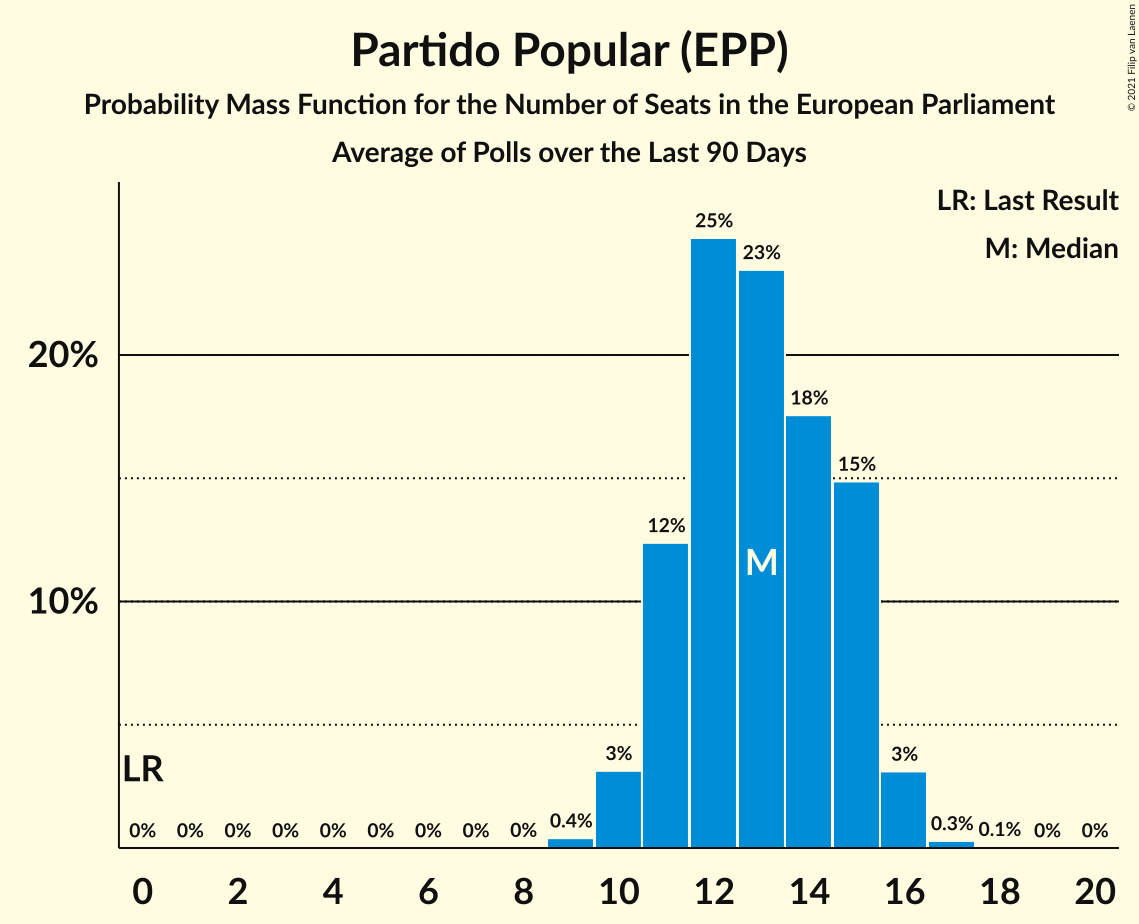 Partido Popular (EPP)
Probability Mass Function for the Number of Seats in the European Parliament
Average of Polls over the Last 90 Days
© 2021 Filip van Laenen
LR: Last Result
M: Median
25%
23%
20%
18%
15%
12%
M
10%
LR
3%
3%
0% 0% 0% 0% 0% 0% 0% 0% 0% 0.4% 0.3% 0.1% 0% 0%
0 2 4 6 8 10 12 14 16 18 20